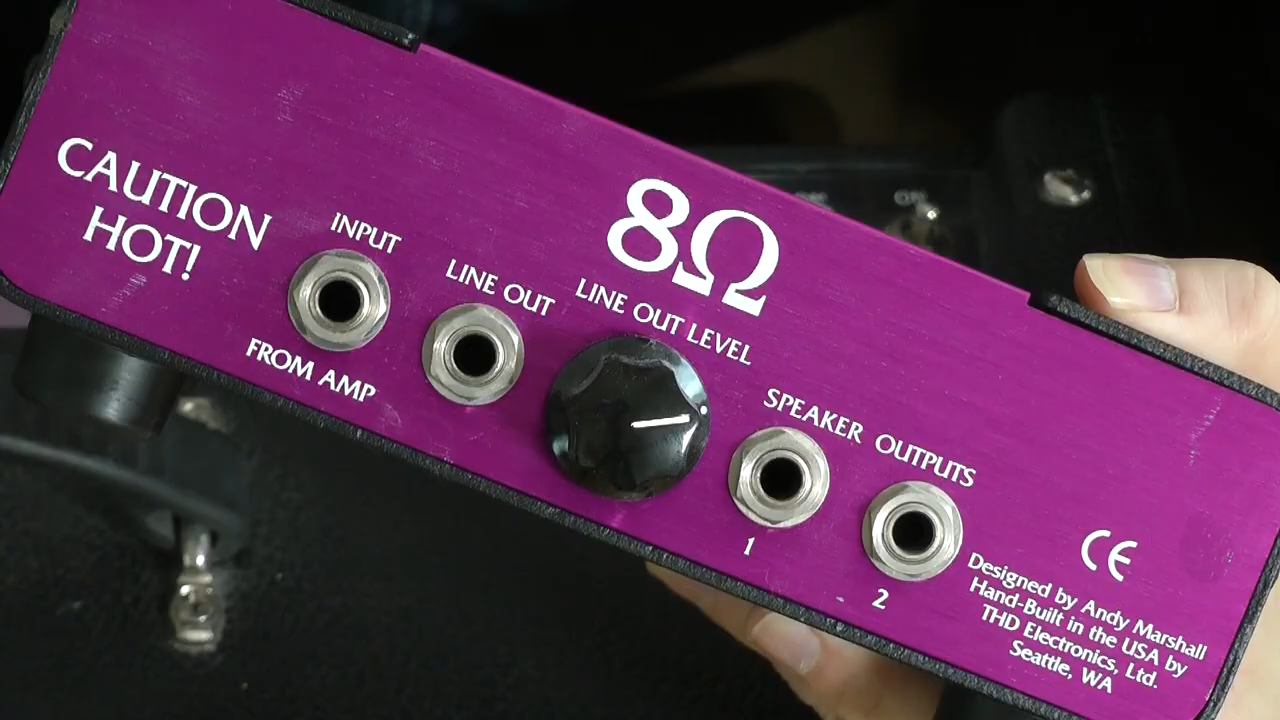 CAUTION
HOT!
INPUT
FROM AMP
LINE OUT
8Ω
LINE OUT LEVEL
SPEAKER OUTPUTS
1
2
CE
Designed by Andy Marshall
Hand-Built in the USA by
THD Electronics, Ltd.
Seattle, WA